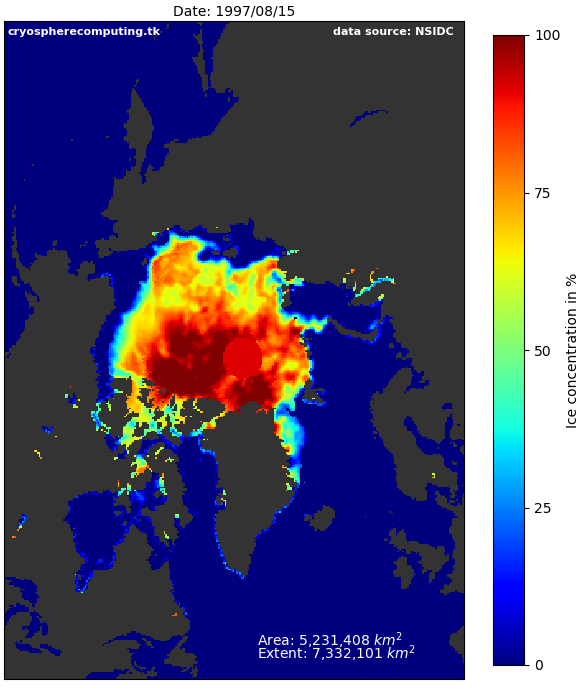 Date: 1997/08/15
cryospherecomputing.tk
data source: NSIDC
100
75
50
25
0
Ice concentration in %
Area: 5,231,408 km²
Extent: 7,332,101 km²